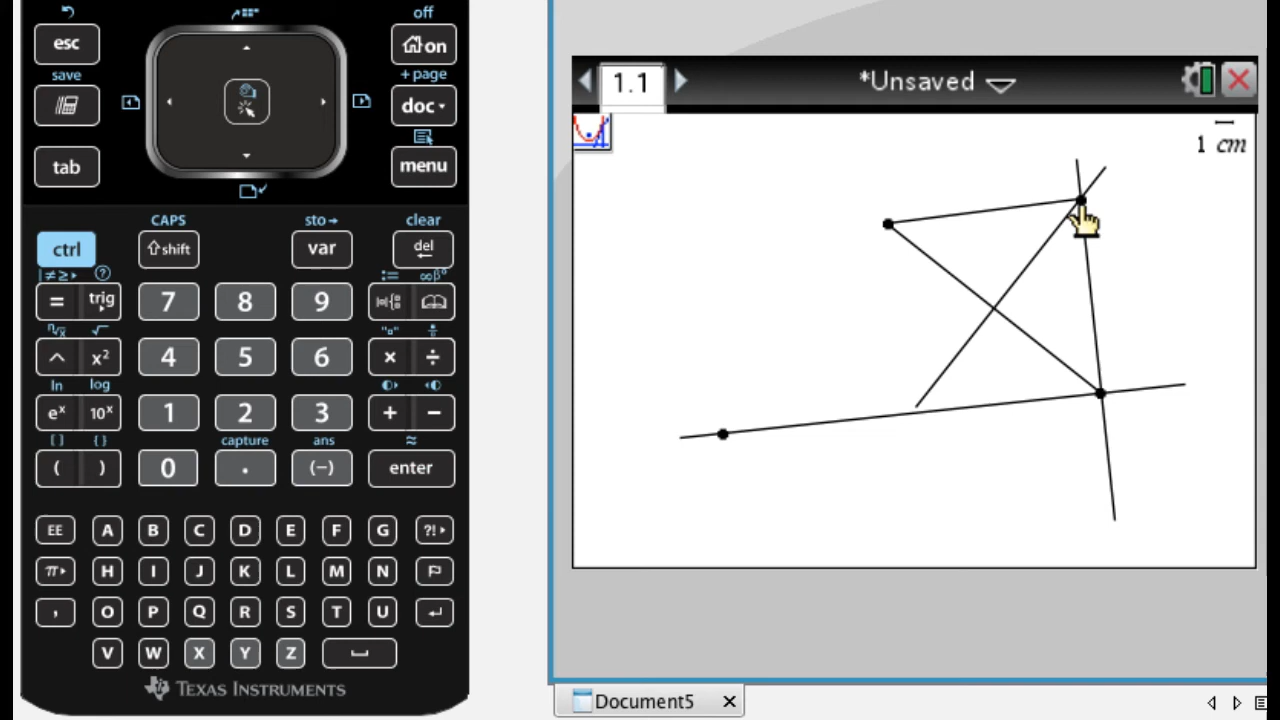 off
esc
on
save
+ page
doc
tab
menu
CAPS
sto→
clear
ctrl
⇧shift
var
del
|≠≥▸
?
:=
∞β°
=
trig
7
8
9
√
"□"
^
x²
4
5
6
×
÷
ln
log
eˣ
10ˣ
1
2
3
+
−
[ ]
{ }
capture
ans
≈
(
)
0
.
(−)
enter
EE
A
B
C
D
E
F
G
?!▸
π▸
H
I
J
K
L
M
N
,
O
P
Q
R
S
T
U
V
W
X
Y
Z
TEXAS INSTRUMENTS
1.1
*Unsaved
1 cm
Document5